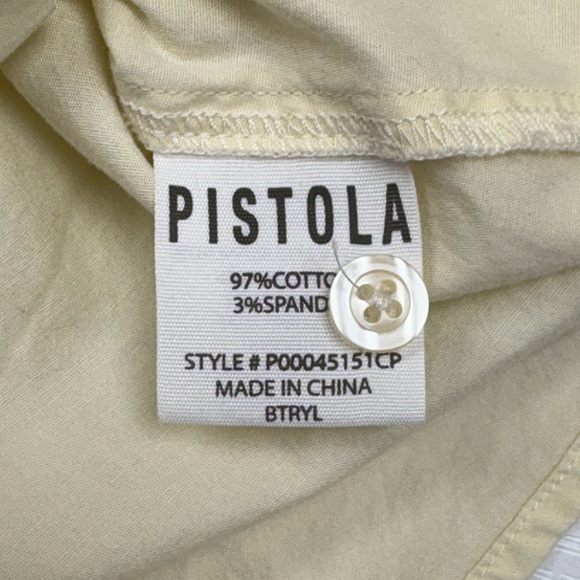 PISTOLA
97%COTTO
3%SPAND
STYLE # P00045151CP
MADE IN CHINA
BTRYL